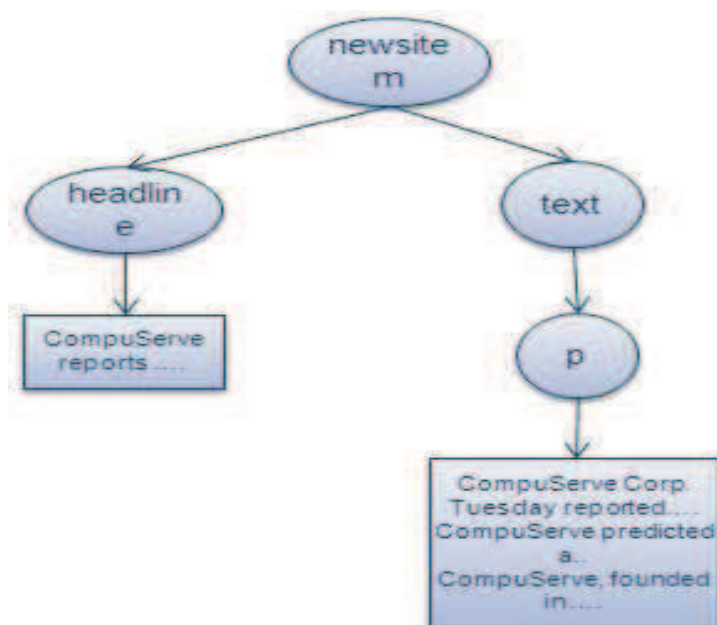 newsite
m
headlin
e
text
CompuServe
reports.....
p
CompuServe Corp.
Tuesday reported.....
CompuServe predicted
a..
CompuServe, founded
in.....